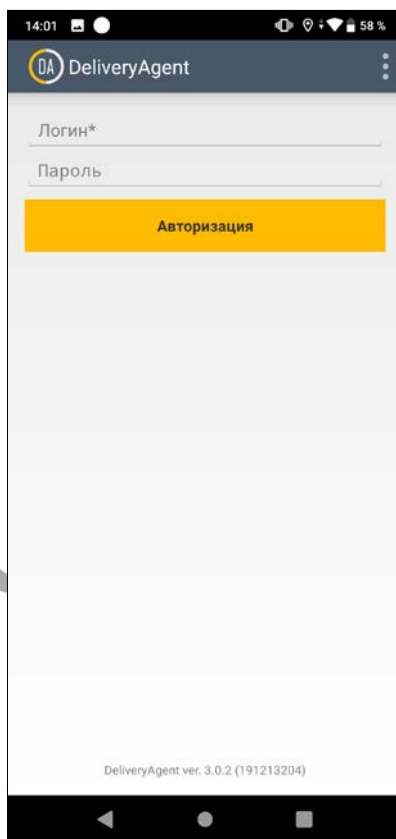 14:01
58 %
DA DeliveryAgent
Логин*
Пароль
Авторизация
DeliveryAgent ver. 3.0.2 (191213204)